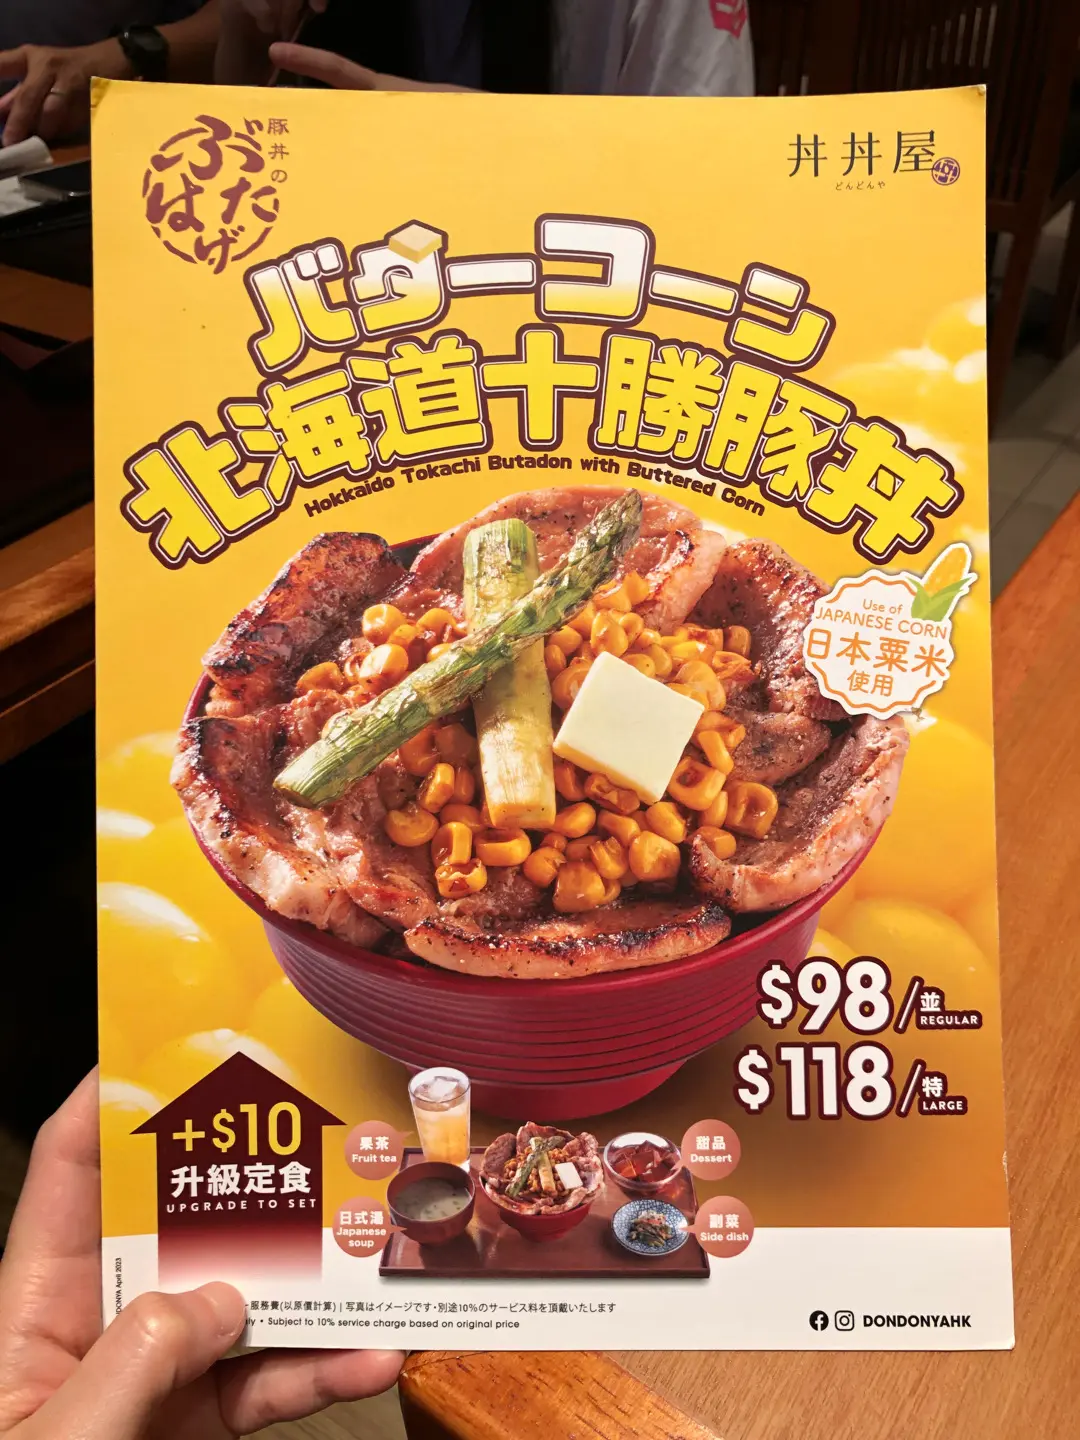 豚丼の
ぶた
はげ
丼丼屋
どんどんや
バターコーン
北海道十勝豚丼
Hokkaido Tokachi Butadon with Buttered Corn
Use of
JAPANESE CORN
日本粟米
使用
$98/並
REGULAR
$118/特
LARGE
+$10
升級定食
UPGRADE TO SET
果茶
Fruit tea
甜品
Dessert
日式湯
Japanese
soup
副菜
Side dish
服務費(以原價計算) | 写真はイメージです・別途10%のサービス料を頂戴いたします
• Subject to 10% service charge based on original price
DONDONYAHK
April 2023